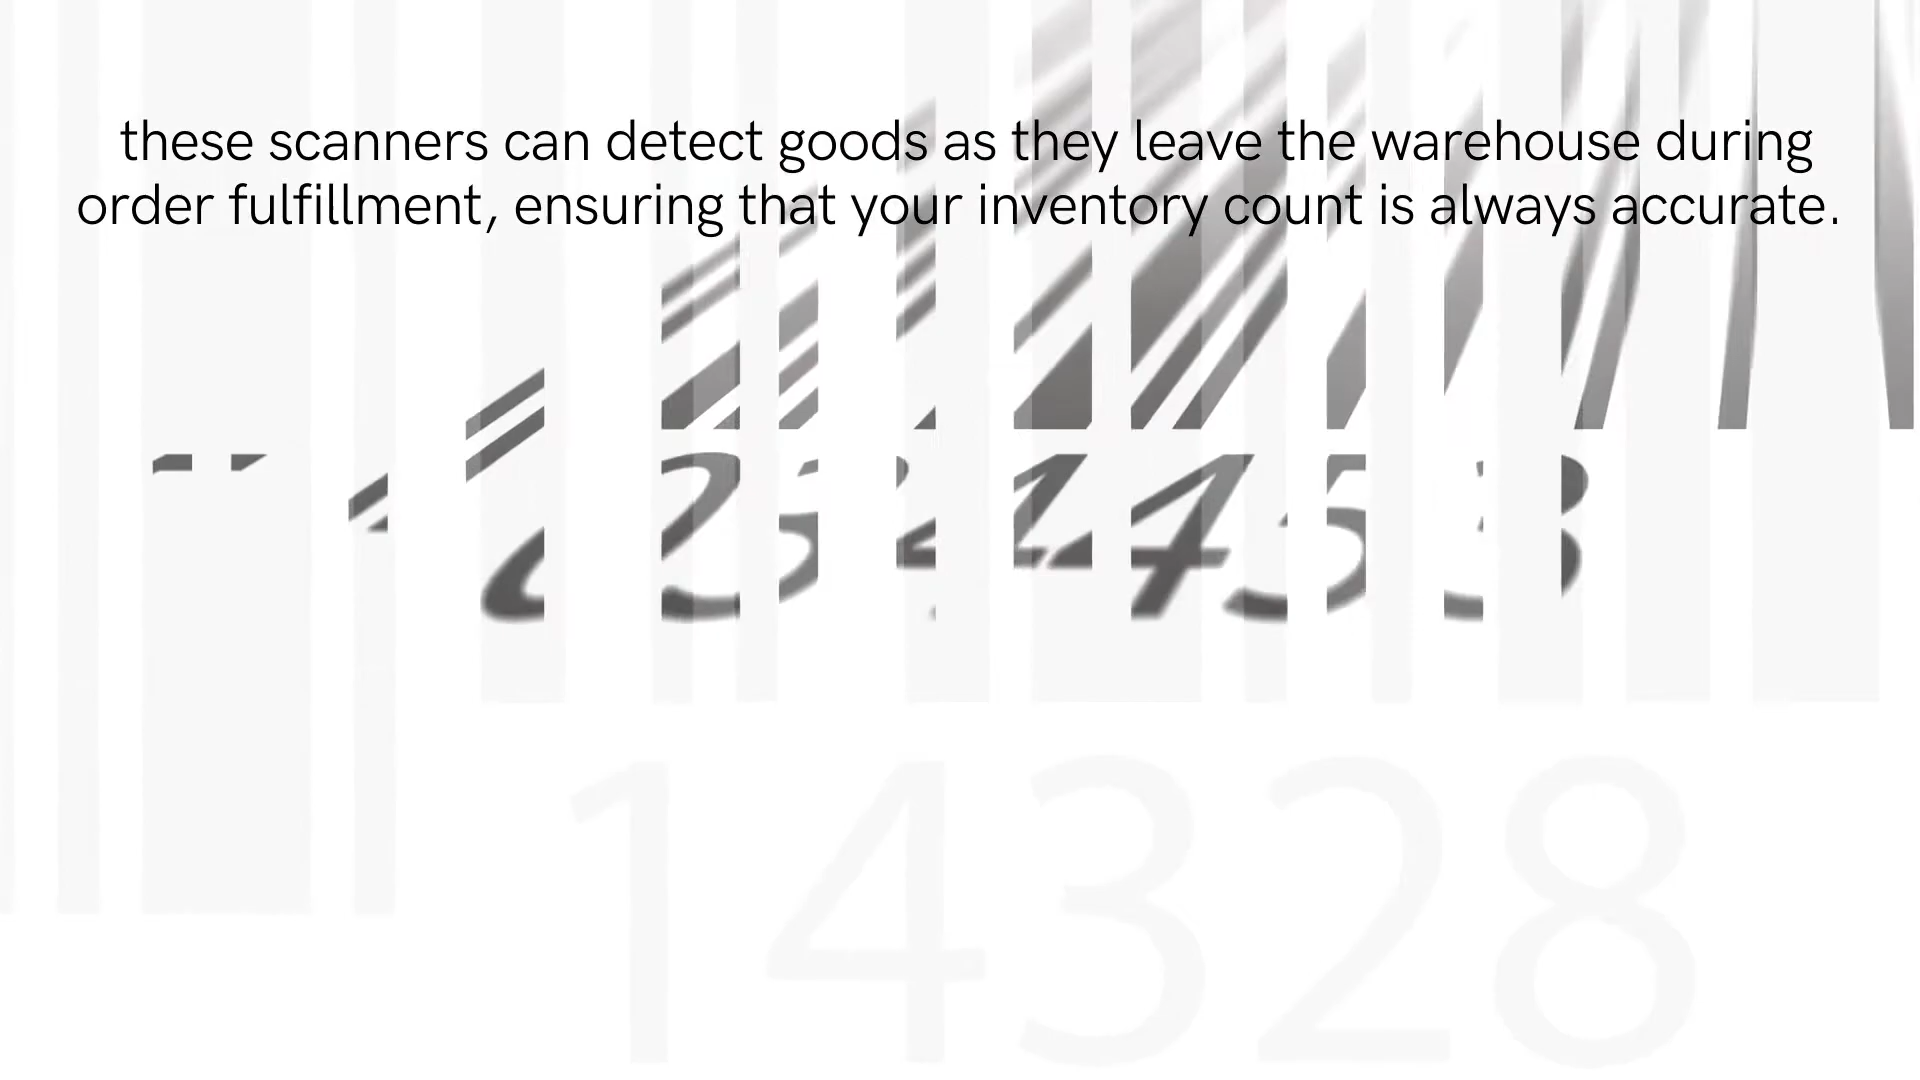 these scanners can detect goods as they leave the warehouse during
order fulfillment, ensuring that your inventory count is always accurate.
14328